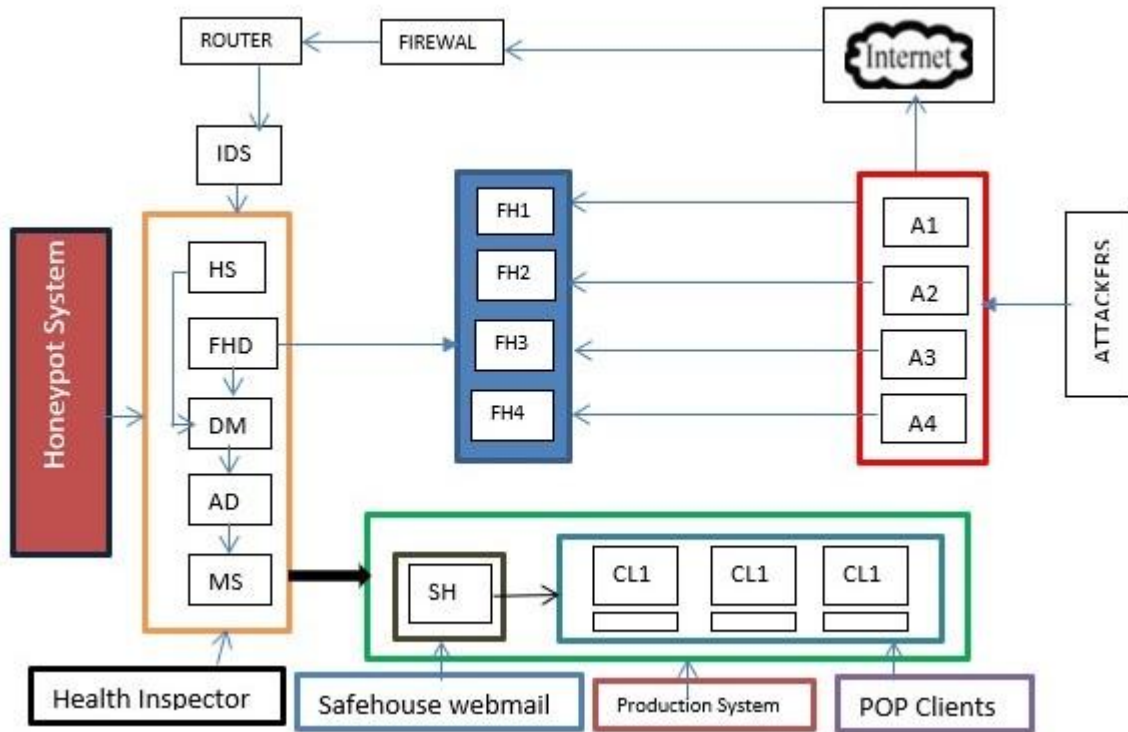 ROUTER
FIREWAL
Internet
IDS
Honeypot System
HS
FHD
DM
AD
MS
FH1
FH2
FH3
FH4
A1
A2
A3
A4
ATTACKERS
SH
CL1
CL1
CL1
Health Inspector
Safehouse webmail
Production System
POP Clients